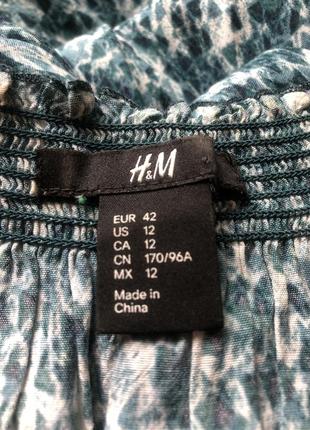 H&M
EUR 42
US 12
CA 12
CN 170/96A
MX 12
Made in
China